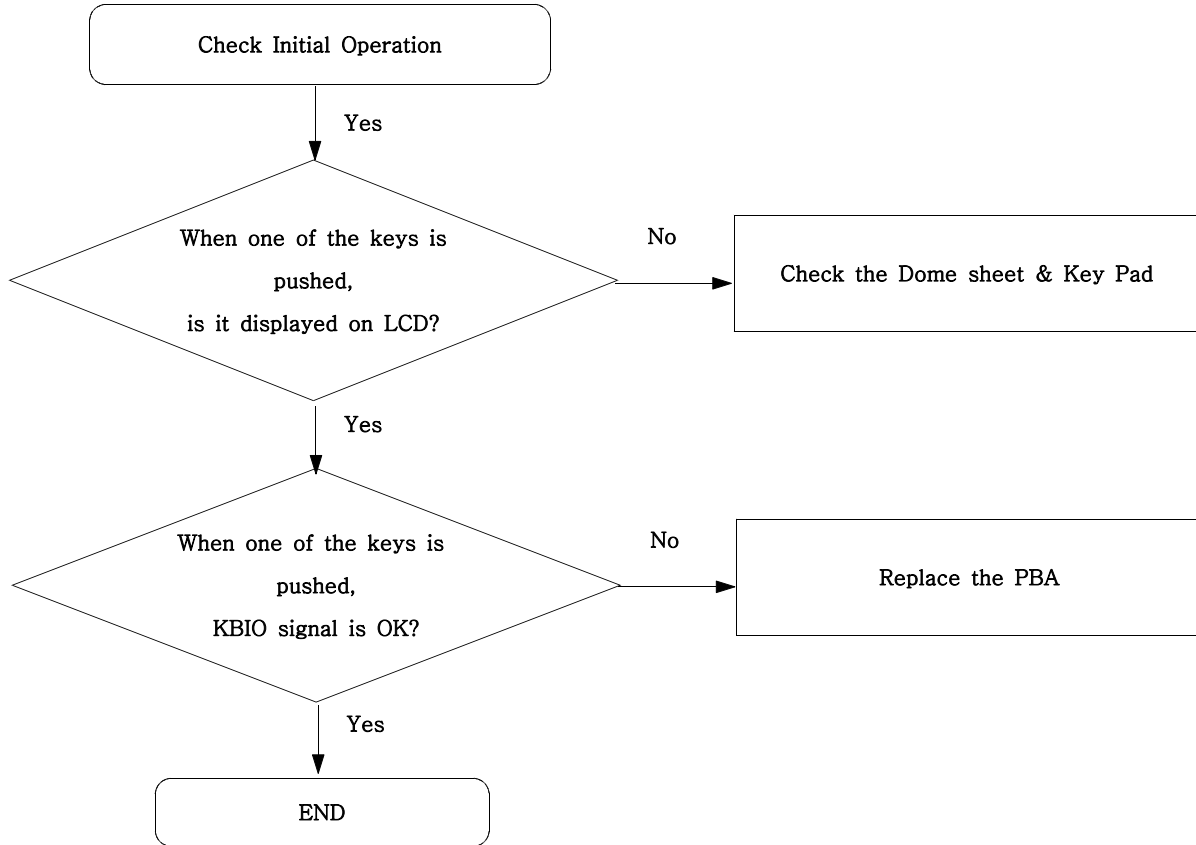 Check Initial Operation
Yes
When one of the keys is
pushed,
is it displayed on LCD?
No
Check the Dome sheet & Key Pad
Yes
When one of the keys is
pushed,
KBIO signal is OK?
No
Replace the PBA
Yes
END